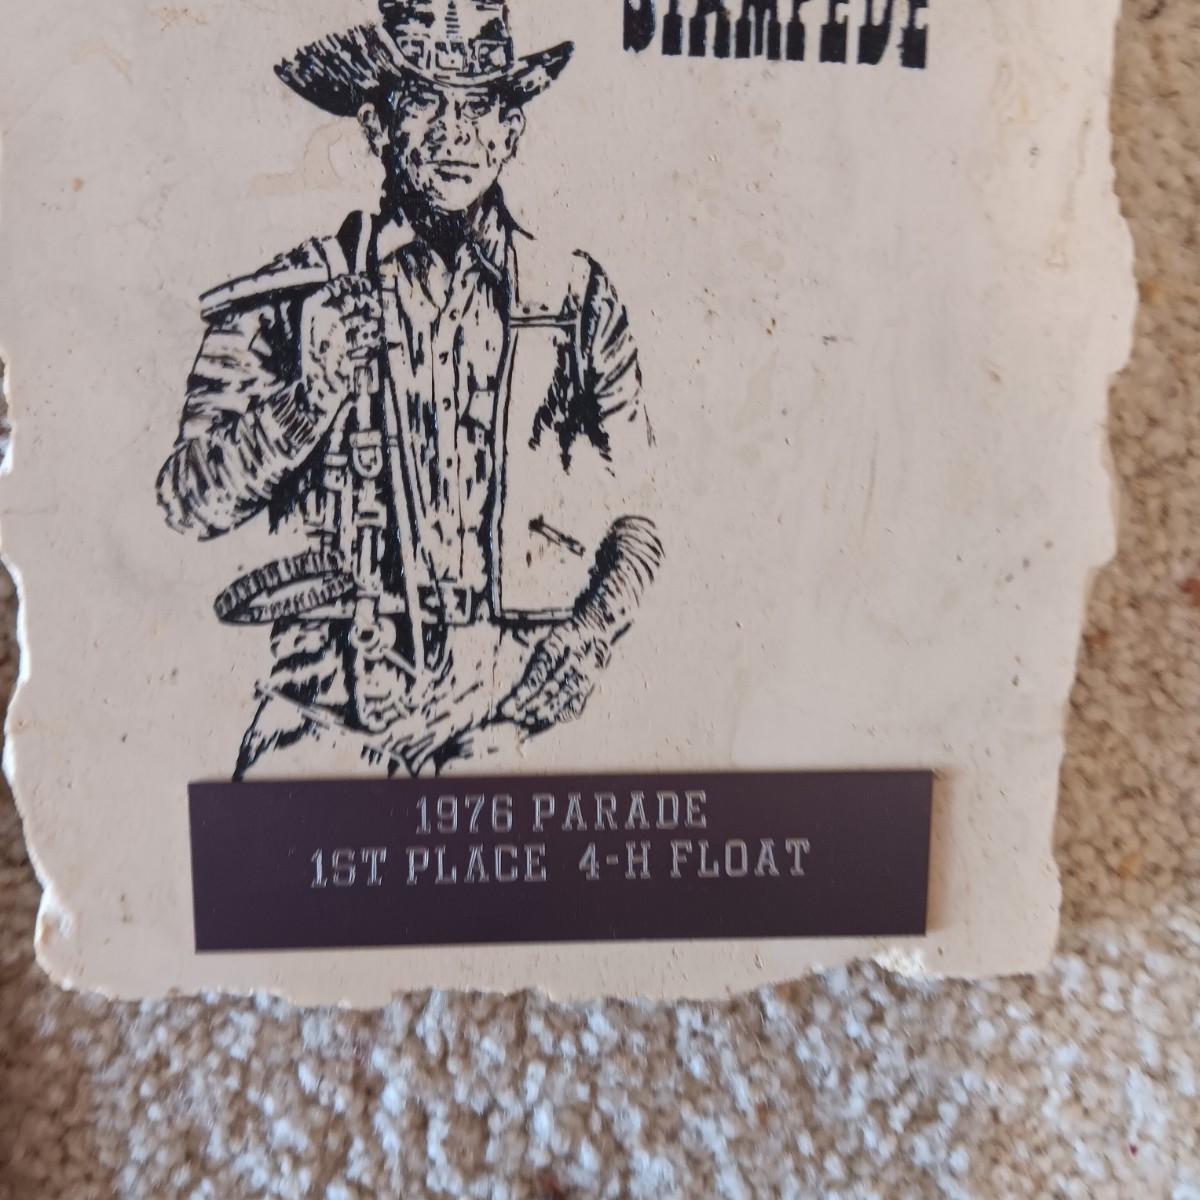 STAMPEDE
1976 PARADE
1ST PLACE 4-H FLOAT